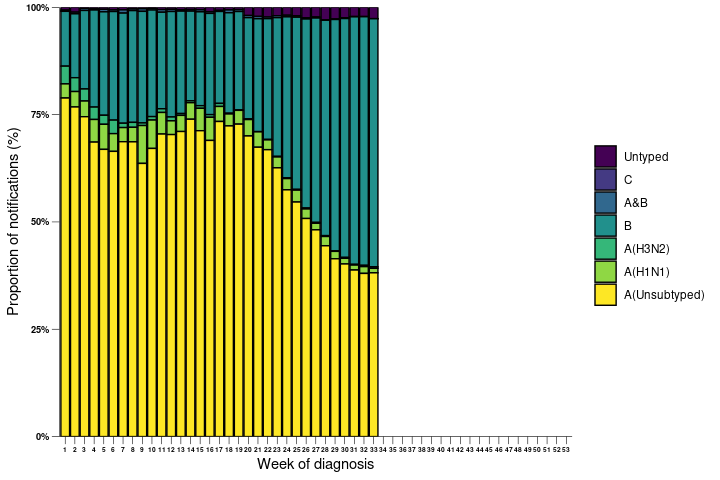 100%
75%
50%
25%
0%
Proportion of notifications (%)
1 2 3 4 5 6 7 8 9 10 11 12 13 14 15 16 17 18 19 20 21 22 23 24 25 26 27 28 29 30 31 32 33 34 35 36 37 38 39 40 41 42 43 44 45 46 47 48 49 50 51 52 53
Week of diagnosis
Untyped
C
A&B
B
A(H3N2)
A(H1N1)
A(Unsubtyped)